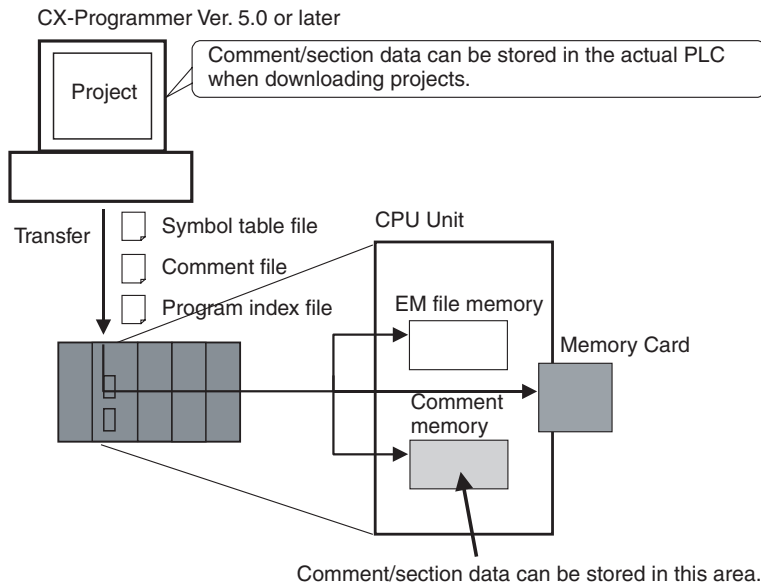 CX-Programmer Ver. 5.0 or later
Comment/section data can be stored in the actual PLC
when downloading projects.
Project
Transfer
Symbol table file
Comment file
Program index file
CPU Unit
EM file memory
Memory Card
Comment
memory
Comment/section data can be stored in this area.